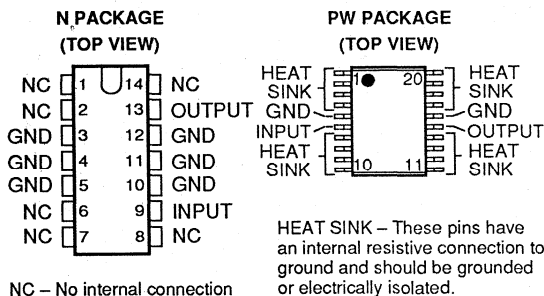 N PACKAGE
(TOP VIEW)
NC 1 14 NC
NC 2 13 OUTPUT
GND 3 12 GND
GND 4 11 GND
GND 5 10 GND
NC 6 9 INPUT
NC 7 8 NC
NC – No internal connection
PW PACKAGE
(TOP VIEW)
HEAT 1 20 HEAT
SINK SINK
GND GND
INPUT OUTPUT
HEAT HEAT
SINK 10 11 SINK
HEAT SINK – These pins have
an internal resistive connection to
ground and should be grounded
or electrically isolated.